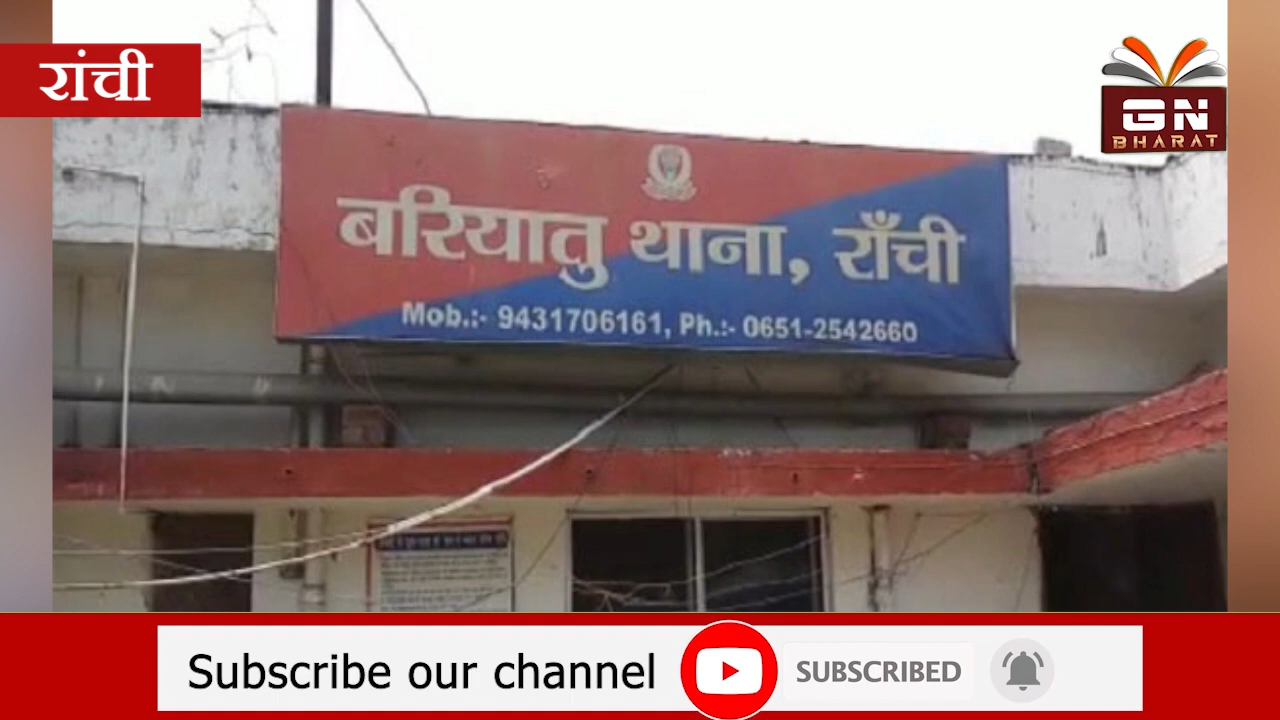 रांची
GN
BHARAT
बरियातु थाना, राँची
Mob.:- 9431706161, Ph.:- 0651-2542660
Subscribe our channel
SUBSCRIBED